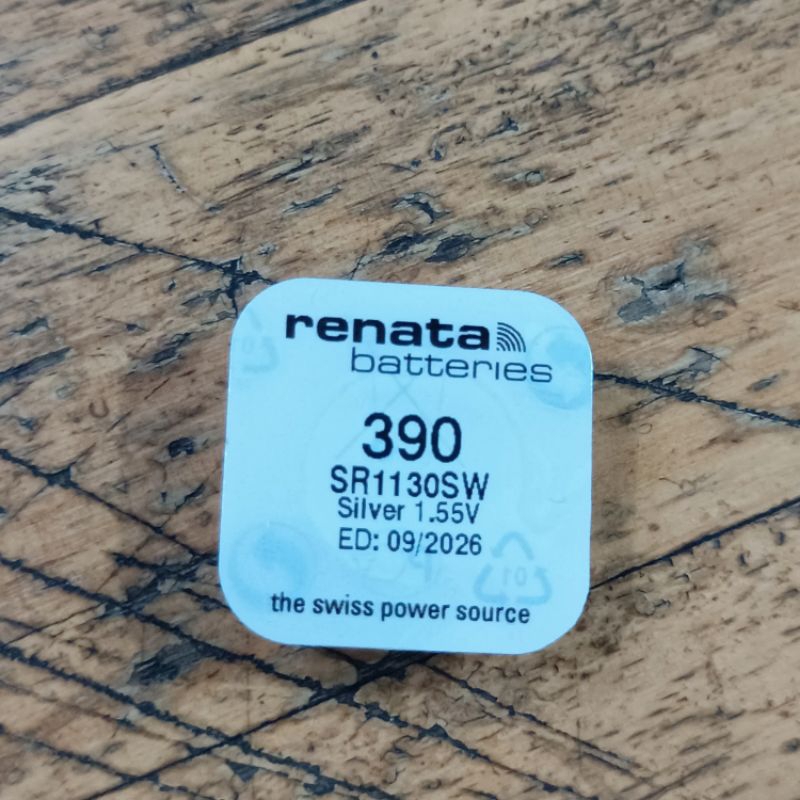 renata
batteries
390
SR1130SW
Silver 1.55V
ED: 09/2026
the swiss power source